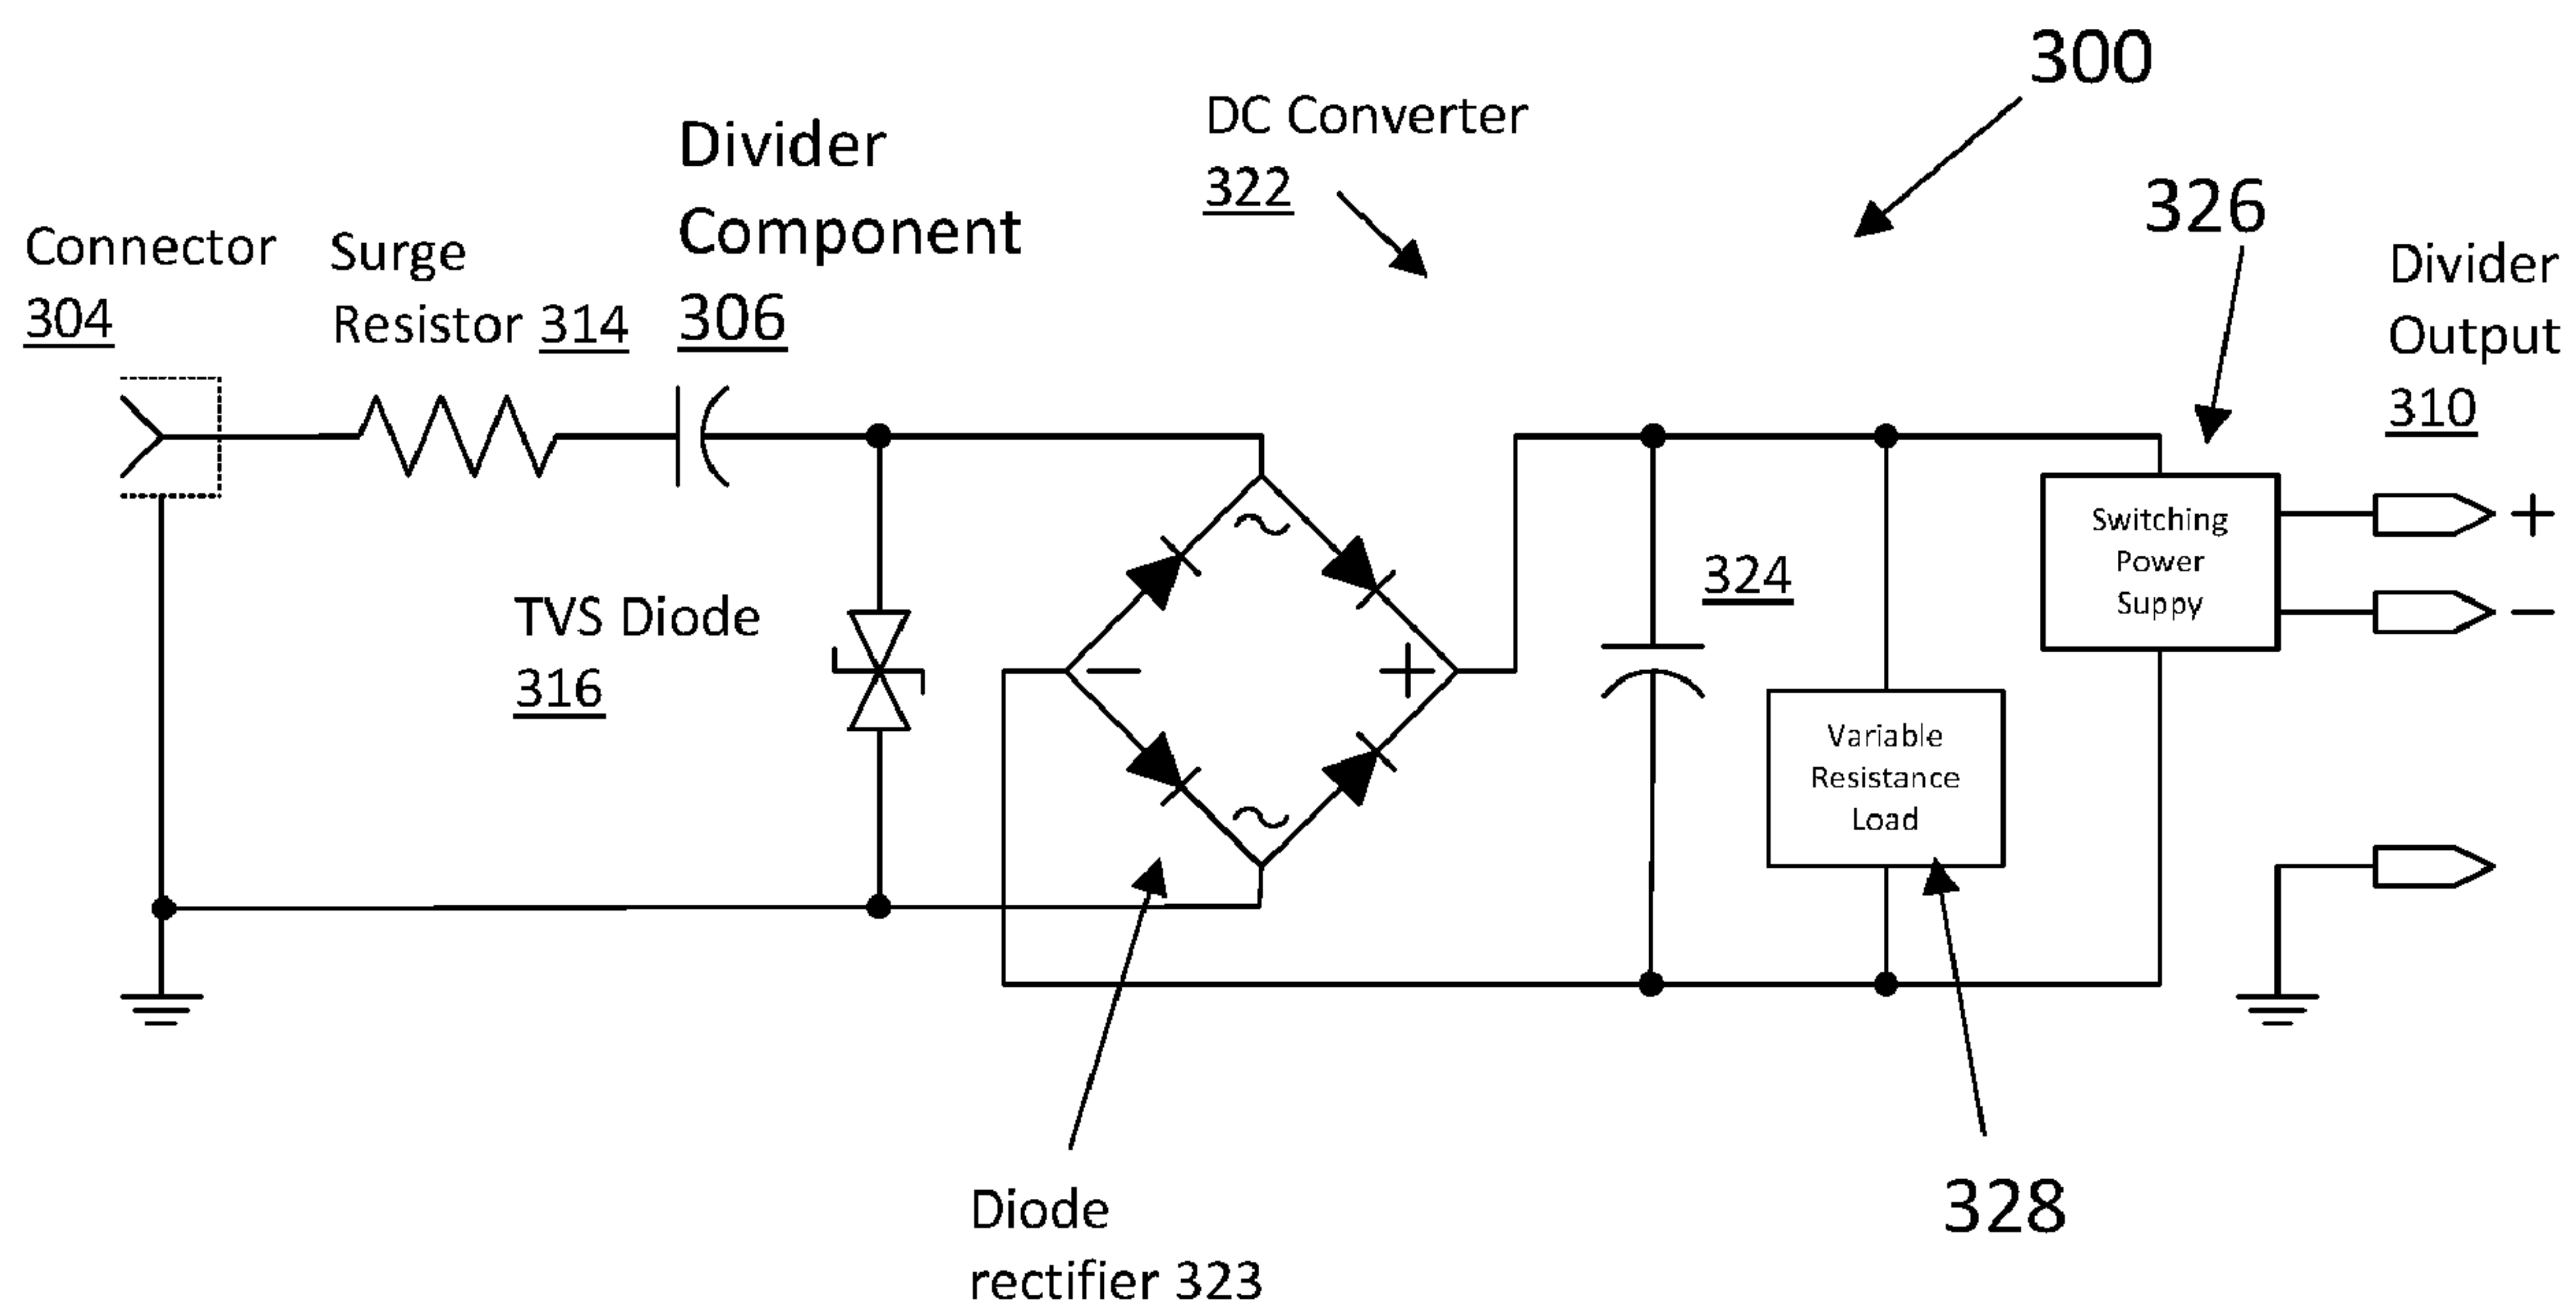 300
DC Converter
322
Divider
Component
306
326
Connector
304
Surge
Resistor 314
Divider
Output
310
+
−
Switching
Power
Suppy
~
− +
~
324
TVS Diode
316
Variable
Resistance
Load
328
Diode
rectifier 323